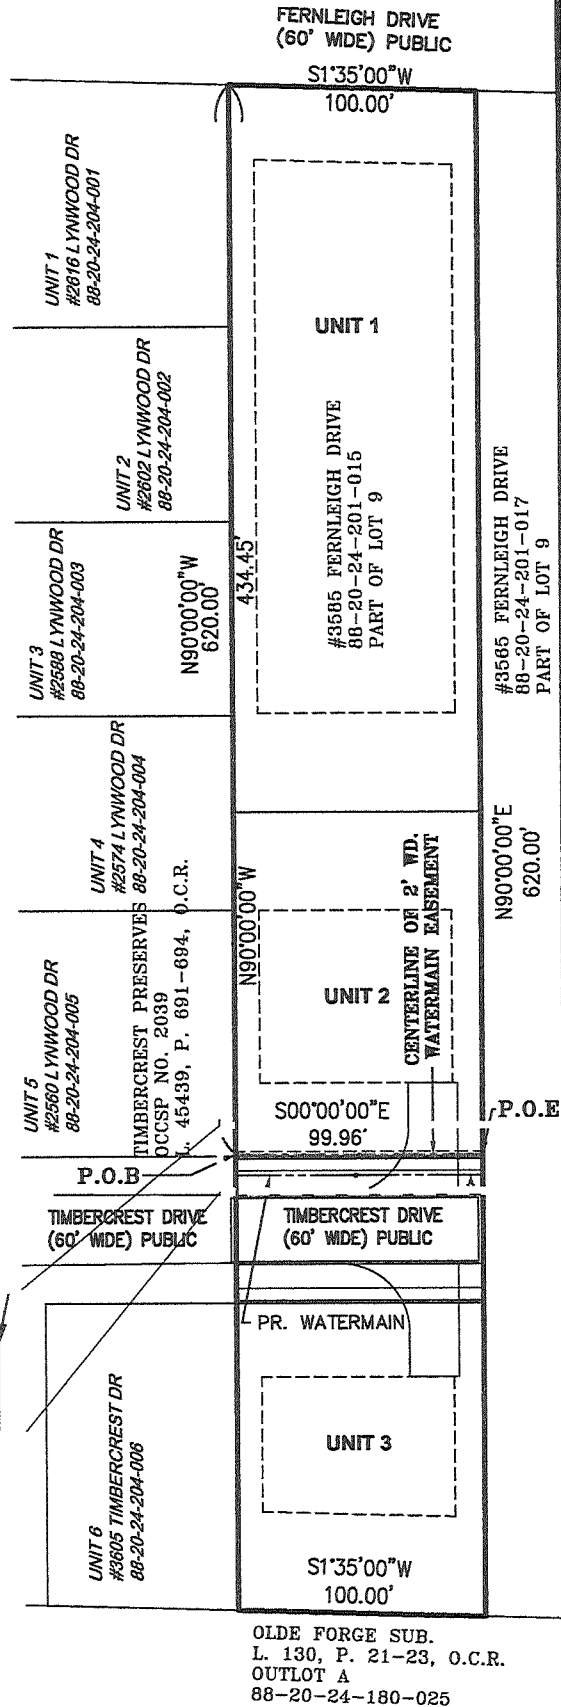 FERNLEIGH DRIVE
(60' WIDE) PUBLIC
S1°35'00"W
100.00'
UNIT 1
#2616 LYNWOOD DR
88-20-24-204-001
UNIT 1
UNIT 2
#2602 LYNWOOD DR
88-20-24-204-002
#3585 FERNLEIGH DRIVE
88-20-24-201-015
PART OF LOT 9
#3565 FERNLEIGH DRIVE
88-20-24-201-017
PART OF LOT 9
UNIT 3
#2588 LYNWOOD DR
88-20-24-204-003
N90°00'00"W
620.00'
434.45'
UNIT 4
#2574 LYNWOOD DR
88-20-24-204-004
N90°00'00"E
620.00'
TIMBERCREST PRESERVES
OCCSP NO. 2039
L. 45439, P. 691-694, O.C.R.
N90°00'00"W
CENTERLINE OF 2' WD.
WATERMAIN EASEMENT
UNIT 2
UNIT 5
#2560 LYNWOOD DR
88-20-24-204-005
S00°00'00"E
99.96'
P.O.E
P.O.B
TIMBERCREST DRIVE
(60' WIDE) PUBLIC
TIMBERCREST DRIVE
(60' WIDE) PUBLIC
PR. WATERMAIN
UNIT 6
#3605 TIMBERCREST DR
88-20-24-204-006
UNIT 3
S1°35'00"W
100.00'
OLDE FORGE SUB.
L. 130, P. 21-23, O.C.R.
OUTLOT A
88-20-24-180-025